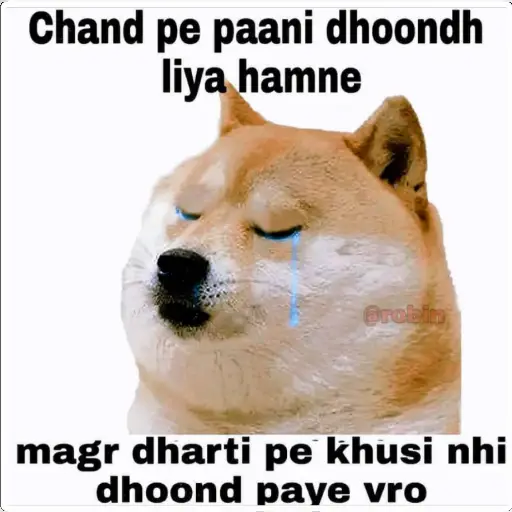 Chand pe paani dhoondh
liya hamne
@robin
magr dharti pe khusi nhi
dhoond paye vro